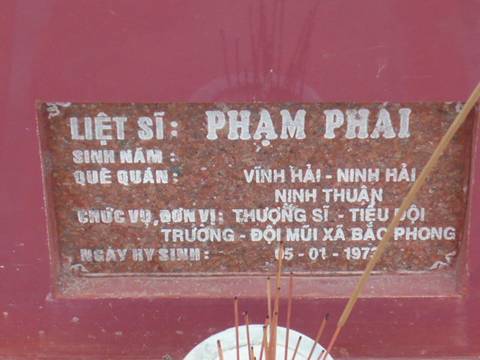 LIỆT SĨ: PHẠM PHAI
SINH NĂM:
QUÊ QUÁN: VĨNH HẢI - NINH HẢI
NINH THUẬN
CHỨC VỤ, ĐƠN VỊ: THƯỢNG SĨ - TIỂU ĐỘI
TRƯỞNG - ĐỘI MŨI XÃ BẮC PHONG
NGÀY HY SINH: 05 - 01 - 1973